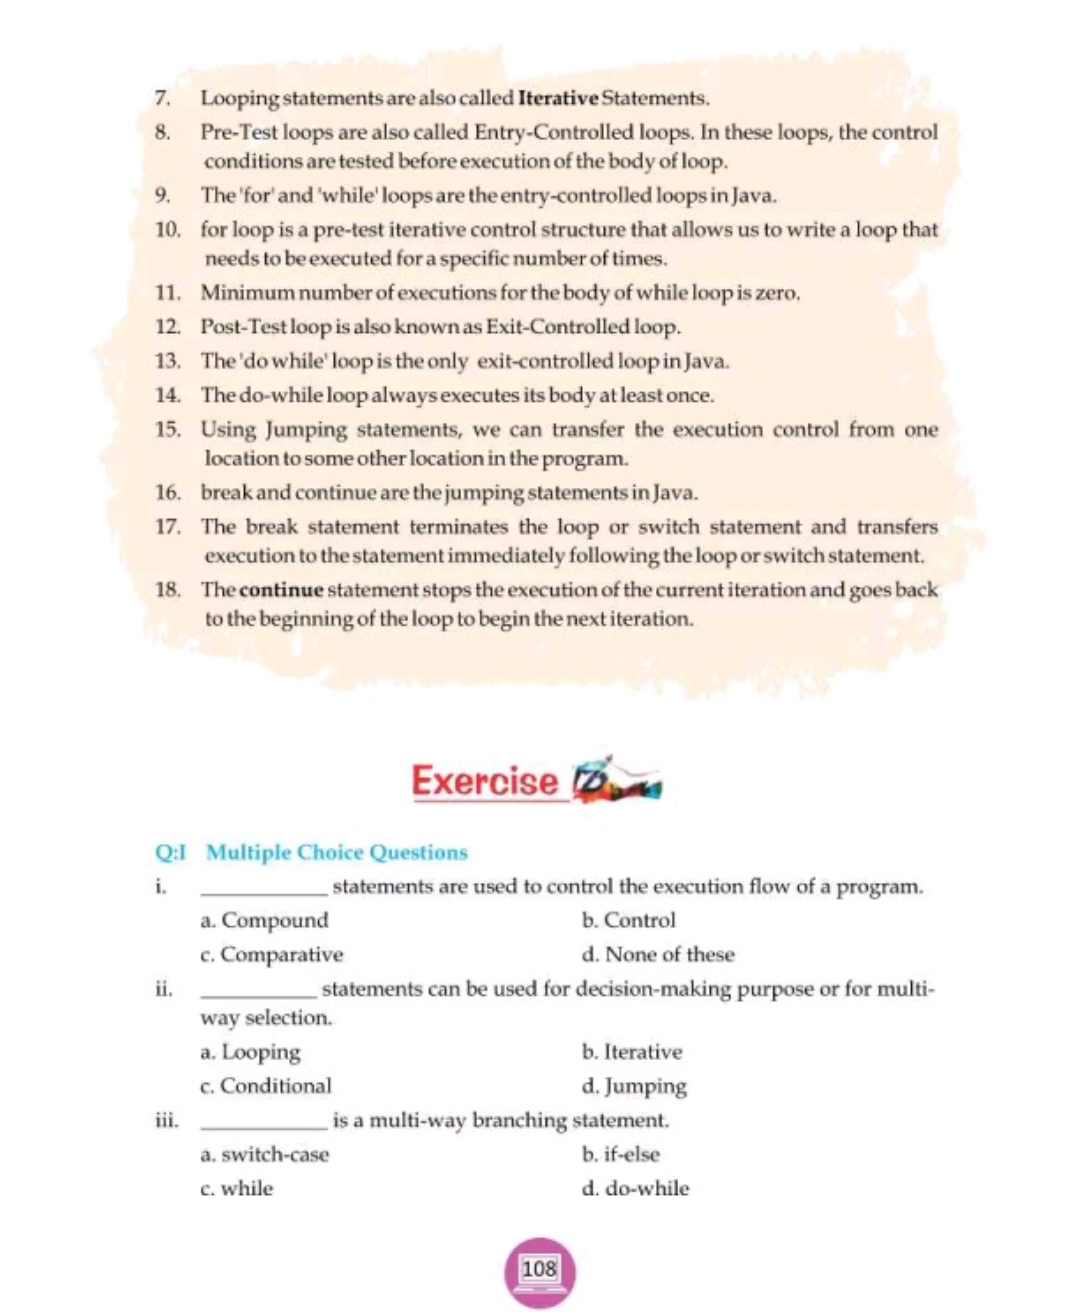 7. Looping statements are also called Iterative Statements.
8. Pre-Test loops are also called Entry-Controlled loops. In these loops, the control
conditions are tested before execution of the body of loop.
9. The 'for' and 'while' loops are the entry-controlled loops in Java.
10. for loop is a pre-test iterative control structure that allows us to write a loop that
needs to be executed for a specific number of times.
11. Minimum number of executions for the body of while loop is zero.
12. Post-Test loop is also known as Exit-Controlled loop.
13. The 'do while' loop is the only exit-controlled loop in Java.
14. The do-while loop always executes its body at least once.
15. Using Jumping statements, we can transfer the execution control from one
location to some other location in the program.
16. break and continue are the jumping statements in Java.
17. The break statement terminates the loop or switch statement and transfers
execution to the statement immediately following the loop or switch statement.
18. The continue statement stops the execution of the current iteration and goes back
to the beginning of the loop to begin the next iteration.
Exercise
Q:I Multiple Choice Questions
i. ____________ statements are used to control the execution flow of a program.
a. Compound b. Control
c. Comparative d. None of these
ii. ___________ statements can be used for decision-making purpose or for multi-
way selection.
a. Looping b. Iterative
c. Conditional d. Jumping
iii. ____________ is a multi-way branching statement.
a. switch-case b. if-else
c. while d. do-while
108